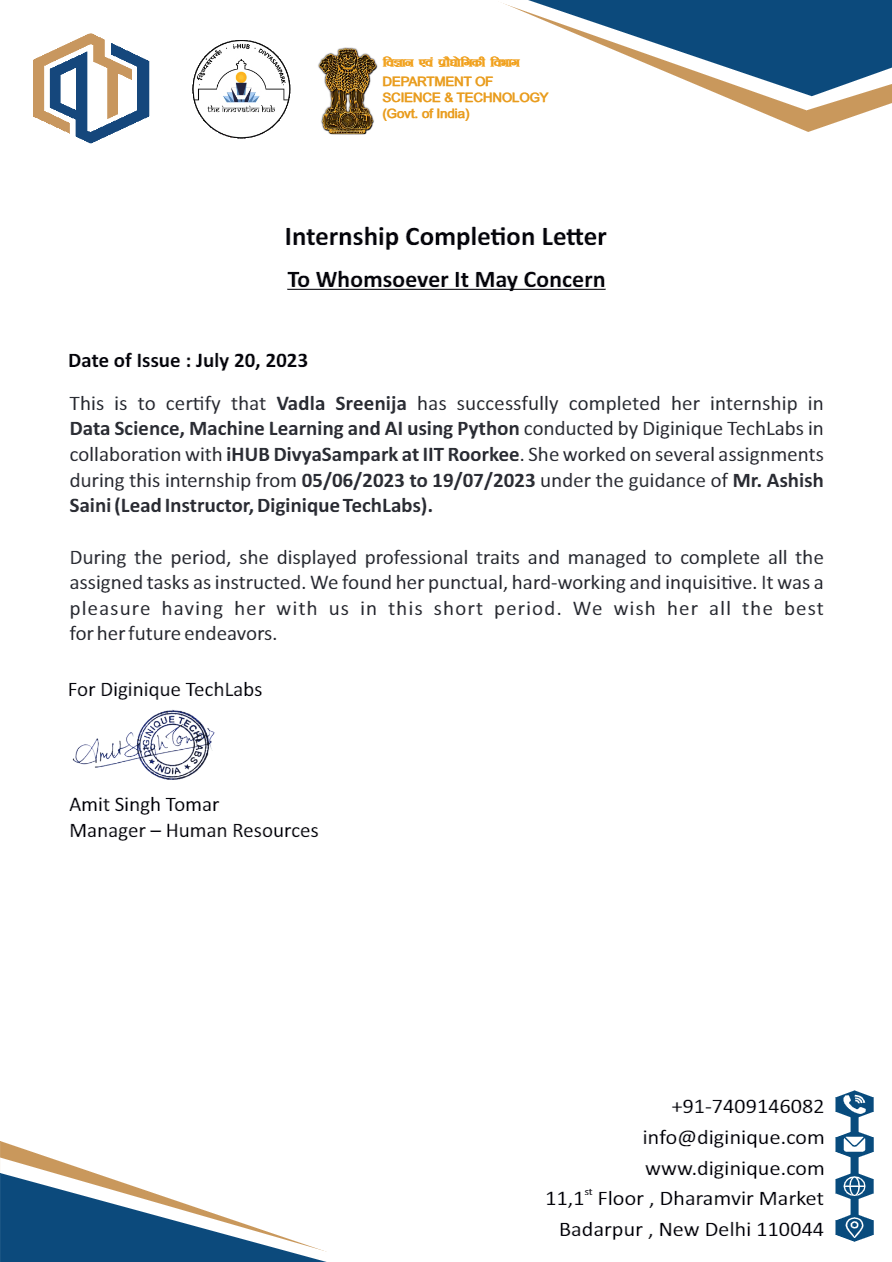 i-HUB - DIVYASAMPARK
the innovation hub
विज्ञान एवं प्रौद्योगिकी विभाग
DEPARTMENT OF
SCIENCE & TECHNOLOGY
(Govt. of India)
Internship Completion Letter
To Whomsoever It May Concern
Date of Issue : July 20, 2023
This is to certify that Vadla Sreenija has successfully completed her internship in
Data Science, Machine Learning and AI using Python conducted by Diginique TechLabs in
collaboration with iHUB DivyaSampark at IIT Roorkee. She worked on several assignments
during this internship from 05/06/2023 to 19/07/2023 under the guidance of Mr. Ashish
Saini (Lead Instructor, Diginique TechLabs).
During the period, she displayed professional traits and managed to complete all the
assigned tasks as instructed. We found her punctual, hard-working and inquisitive. It was a
pleasure having her with us in this short period. We wish her all the best
for her future endeavors.
For Diginique TechLabs
Amit Singh Tomar
DIGINIQUE TECHLABS
INDIA
Amit Singh Tomar
Manager – Human Resources
+91-7409146082
info@diginique.com
www.diginique.com
11,1st Floor , Dharamvir Market
Badarpur , New Delhi 110044